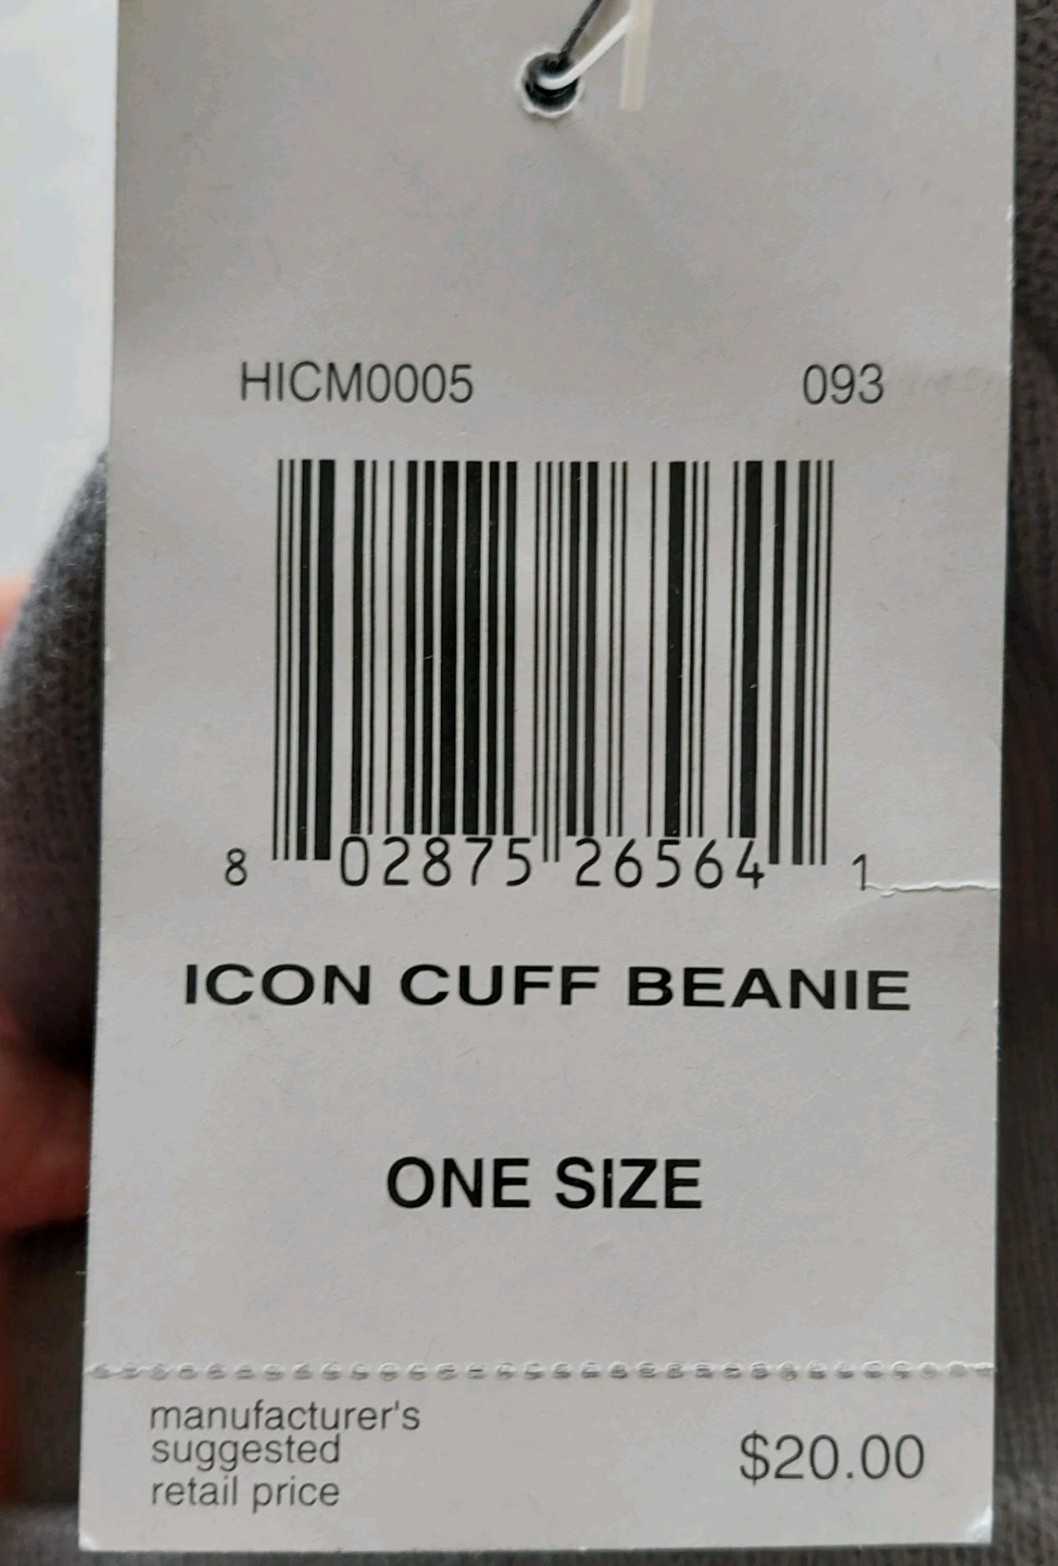 HICM0005 093
8 02875 26564 1
ICON CUFF BEANIE
ONE SIZE
manufacturer's
suggested
retail price
$20.00